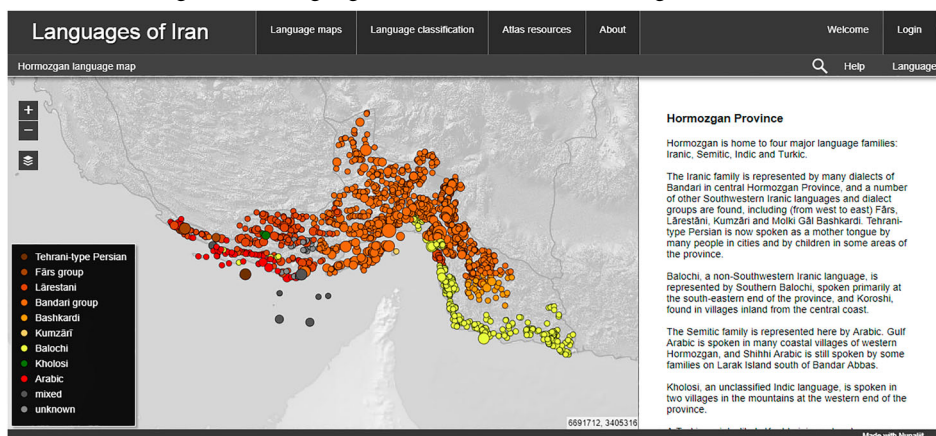 Languages of Iran
Language maps
Language classification
Atlas resources
About
Welcome
Login
Hormozgan language map
Help
Language
+
−
Tehrani-type Persian
Fārs group
Lārestani
Bandari group
Bashkardi
Kumzārī
Balochi
Kholosi
Arabic
mixed
unknown
6691712, 3405316
Hormozgan Province
Hormozgan is home to four major language families:
Iranic, Semitic, Indic and Turkic.
The Iranic family is represented by many dialects of
Bandari in central Hormozgan Province, and a number
of other Southwestern Iranic languages and dialect
groups are found, including (from west to east) Fārs,
Lārestāni, Kumzāri and Molki Gāl Bashkardi. Tehrani-
type Persian is now spoken as a mother tongue by
many people in cities and by children in some areas of
the province.
Balochi, a non-Southwestern Iranic language, is
represented by Southern Balochi, spoken primarily at
the south-eastern end of the province, and Koroshi,
found in villages inland from the central coast.
The Semitic family is represented here by Arabic. Gulf
Arabic is spoken in many coastal villages of western
Hormozgan, and Shihhi Arabic is still spoken by some
families on Larak Island south of Bandar Abbas.
Kholosi, an unclassified Indic language, is spoken in
two villages in the mountains at the western end of the
province.
Made with Nunaliit